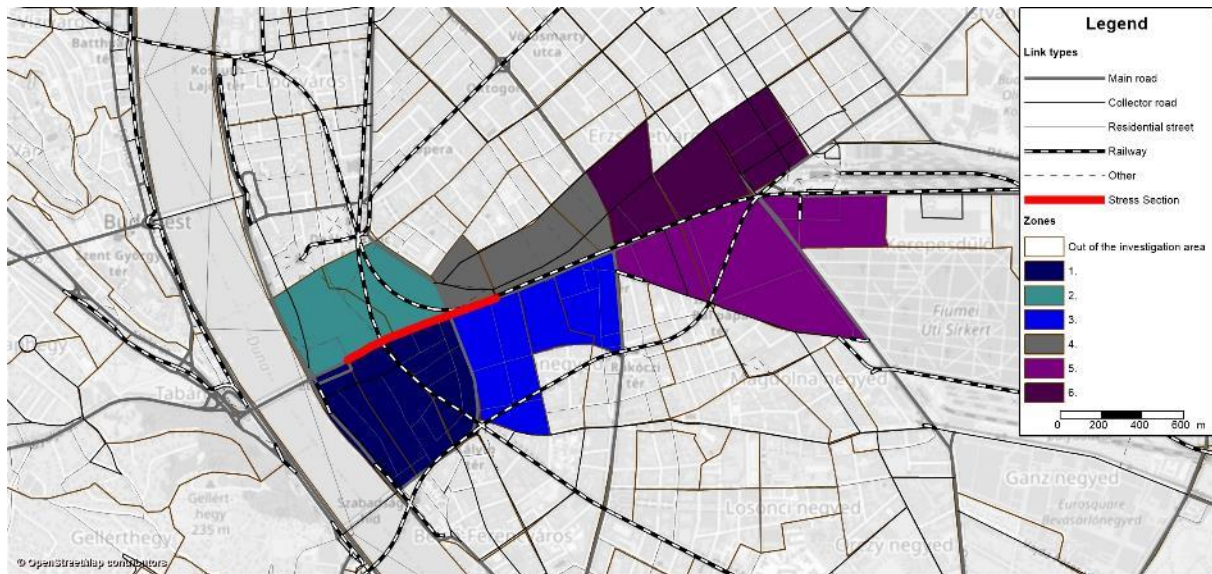 Batthyány
tér
Kossuth
Lajos tér
Lipótváros
Vörösmarty
utca
Oktogon
Opera
Budapest
Szent György
tér
Duna
Tabán
Gellért-
hegy
235 m
Gellérthegy
Szabadság
híd
Rákóczi
tér
Magdolna negyed
Losonci negyed
Orczy negyed
Kerepesdűlő
Fiumei
Úti Sírkert
Ganz negyed
Eurosquare
Bevásárlónegyed
Legend
Link types
Main road
Collector road
Residential street
Railway
Other
Stress Section
Zones
Out of the investigation area
1.
2.
3.
4.
5.
6.
0 200 400 600 m
© OpenStreetMap contributors